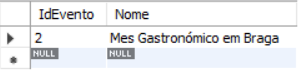 IdEvento Nome
2 Mes Gastronómico em Braga
NULL NULL